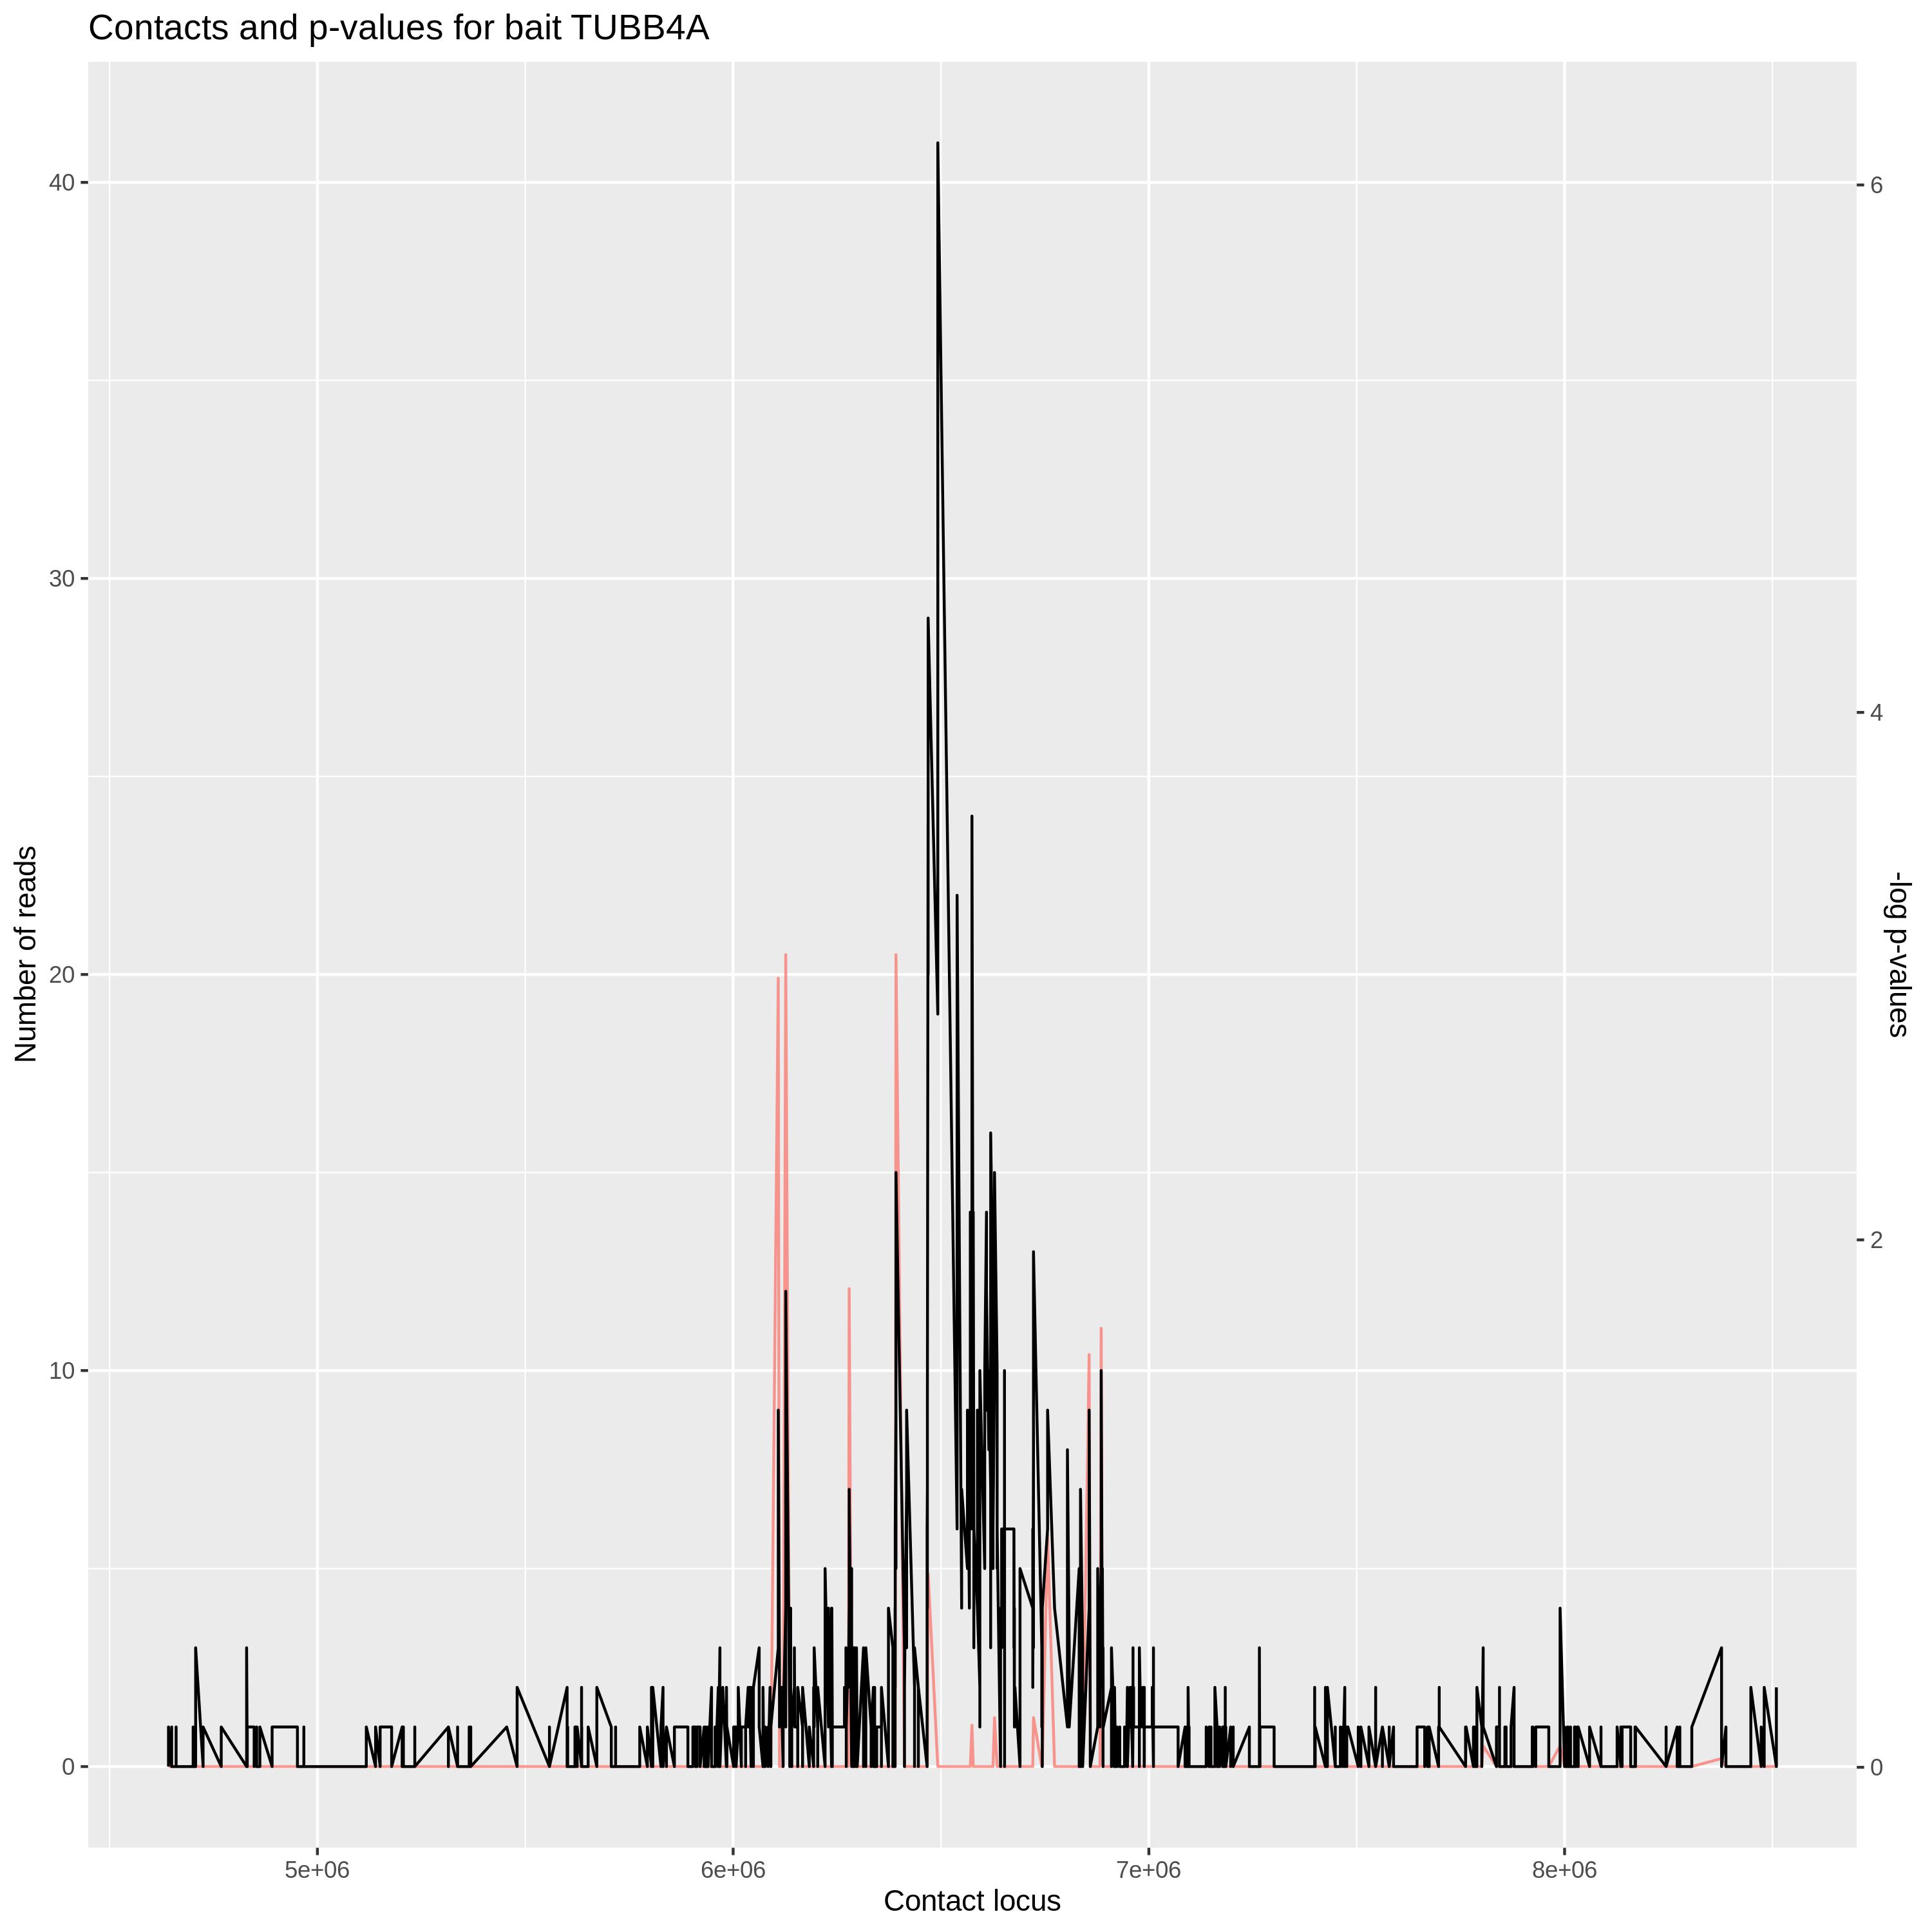 Contacts and p-values for bait TUBB4A
40
30
20
10
0
Number of reads
6
4
2
0
-log p-values
5e+06
6e+06
7e+06
8e+06
Contact locus